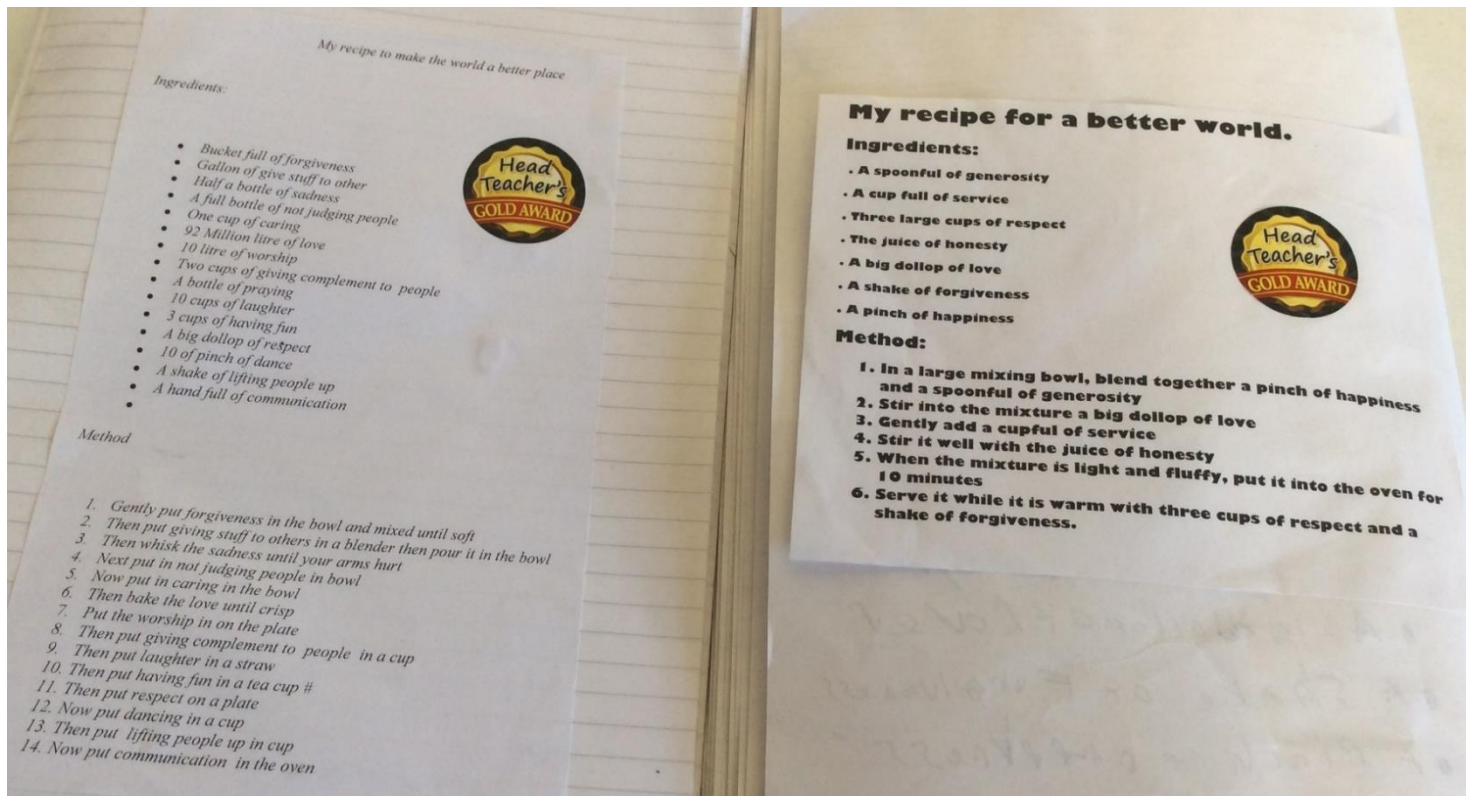 My recipe to make the world a better place
Ingredients:
• Bucket full of forgiveness
• Gallon of give stuff to other
• Half a bottle of sadness
• A full bottle of not judging people
• One cup of caring
• 92 Million litre of love
• 10 litre of worship
• Two cups of giving complement to people
• A bottle of praying
• 10 cups of laughter
• 3 cups of having fun
• A big dollop of respect
• 10 of pinch of dance
• A shake of lifting people up
• A hand full of communication
•
Head
Teacher's
GOLD AWARD
Method
1. Gently put forgiveness in the bowl and mixed until soft
2. Then put giving stuff to others in a blender then pour it in the bowl
3. Then whisk the sadness until your arms hurt
4. Next put in not judging people in bowl
5. Now put in caring in the bowl
6. Then bake the love until crisp
7. Put the worship in on the plate
8. Then put giving complement to people in a cup
9. Then put laughter in a straw
10. Then put having fun in a tea cup #
11. Then put respect on a plate
12. Now put dancing in a cup
13. Then put lifting people up in cup
14. Now put communication in the oven
My recipe for a better world.
Ingredients:
. A spoonful of generosity
. A cup full of service
. Three large cups of respect
. The juice of honesty
. A big dollop of love
. A shake of forgiveness
. A pinch of happiness
Head
Teacher's
GOLD AWARD
Method:
1. In a large mixing bowl, blend together a pinch of happiness
and a spoonful of generosity
2. Stir into the mixture a big dollop of love
3. Gently add a cupful of service
4. Stir it well with the juice of honesty
5. When the mixture is light and fluffy, put it into the oven for
10 minutes
6. Serve it while it is warm with three cups of respect and a
shake of forgiveness.